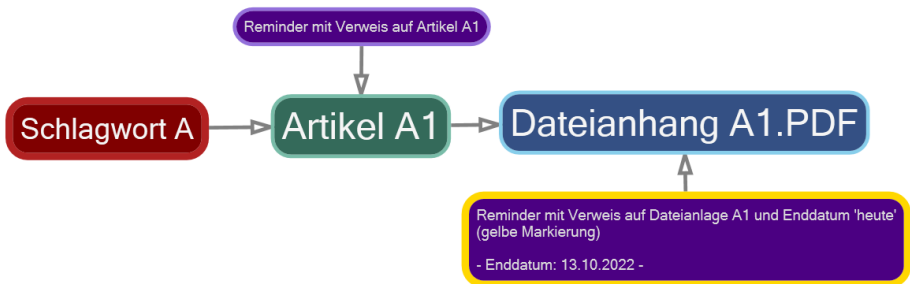 Reminder mit Verweis auf Artikel A1
Schlagwort A
Artikel A1
Dateianhang A1.PDF
Reminder mit Verweis auf Dateianlage A1 und Enddatum 'heute'
(gelbe Markierung)
- Enddatum: 13.10.2022 -